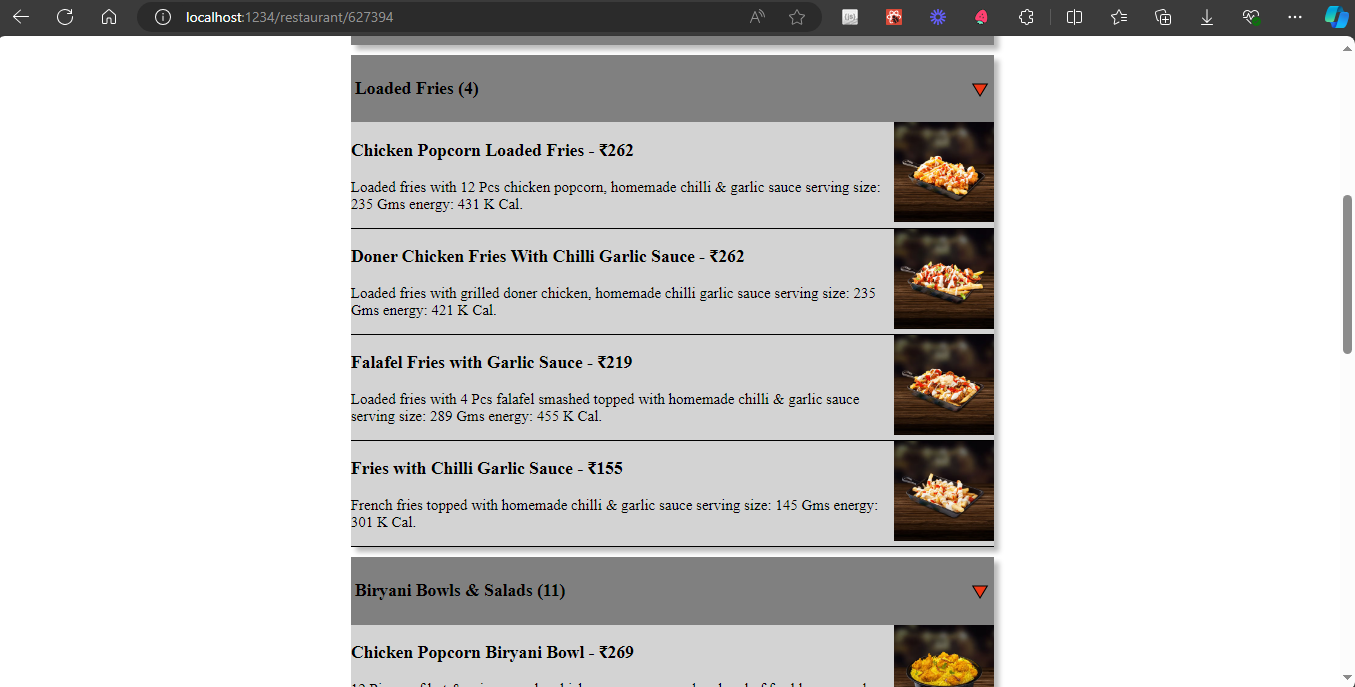 localhost:1234/restaurant/627394
Loaded Fries (4)
Chicken Popcorn Loaded Fries - ₹262
Loaded fries with 12 Pcs chicken popcorn, homemade chilli & garlic sauce serving size:
235 Gms energy: 431 K Cal.
Doner Chicken Fries With Chilli Garlic Sauce - ₹262
Loaded fries with grilled doner chicken, homemade chilli garlic sauce serving size: 235
Gms energy: 421 K Cal.
Falafel Fries with Garlic Sauce - ₹219
Loaded fries with 4 Pcs falafel smashed topped with homemade chilli & garlic sauce
serving size: 289 Gms energy: 455 K Cal.
Fries with Chilli Garlic Sauce - ₹155
French fries topped with homemade chilli & garlic sauce serving size: 145 Gms energy:
301 K Cal.
Biryani Bowls & Salads (11)
Chicken Popcorn Biryani Bowl - ₹269